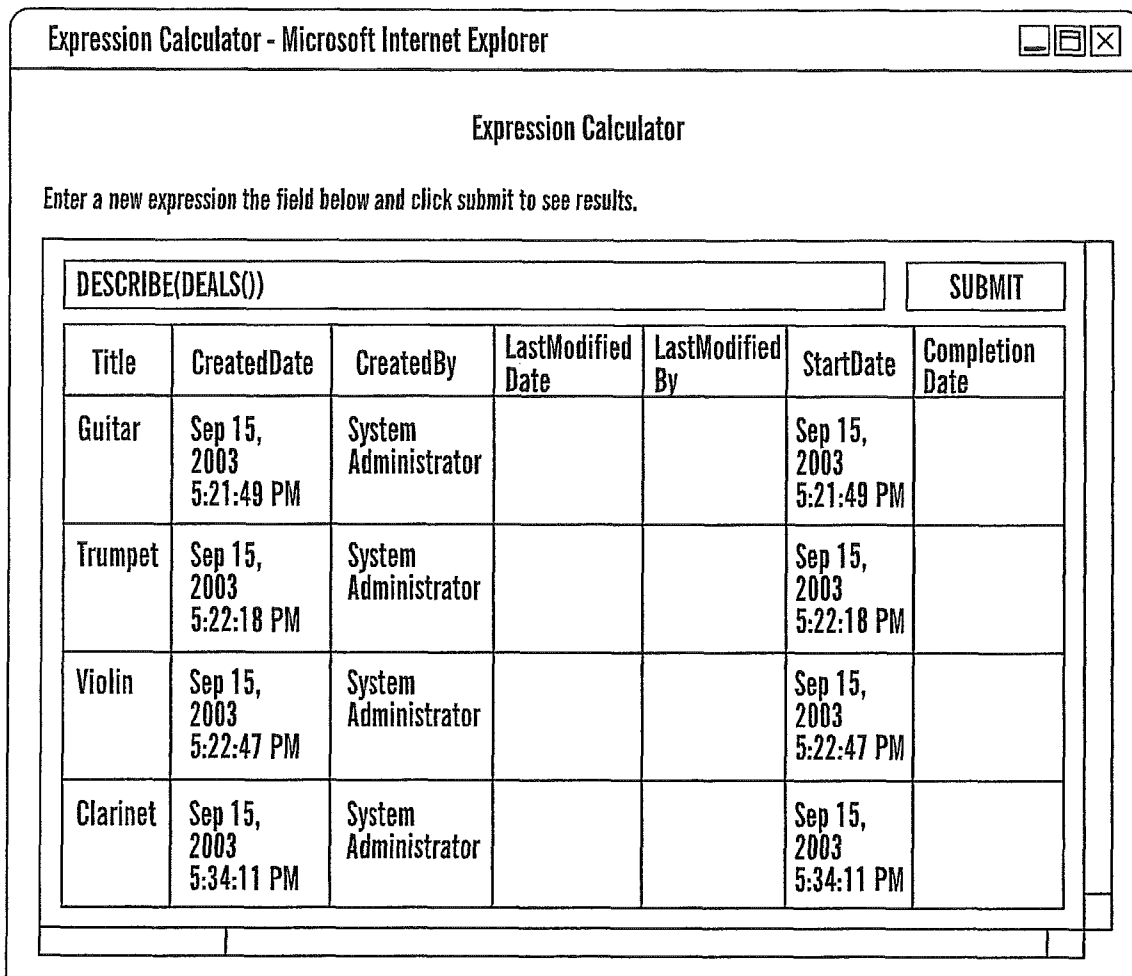 Expression Calculator - Microsoft Internet Explorer
Expression Calculator
Enter a new expression the field below and click submit to see results.
DESCRIBE(DEALS()) SUBMIT
Title CreatedDate CreatedBy LastModified Date LastModified By StartDate Completion Date
Guitar Sep 15, 2003 5:21:49 PM System Administrator Sep 15, 2003 5:21:49 PM
Trumpet Sep 15, 2003 5:22:18 PM System Administrator Sep 15, 2003 5:22:18 PM
Violin Sep 15, 2003 5:22:47 PM System Administrator Sep 15, 2003 5:22:47 PM
Clarinet Sep 15, 2003 5:34:11 PM System Administrator Sep 15, 2003 5:34:11 PM